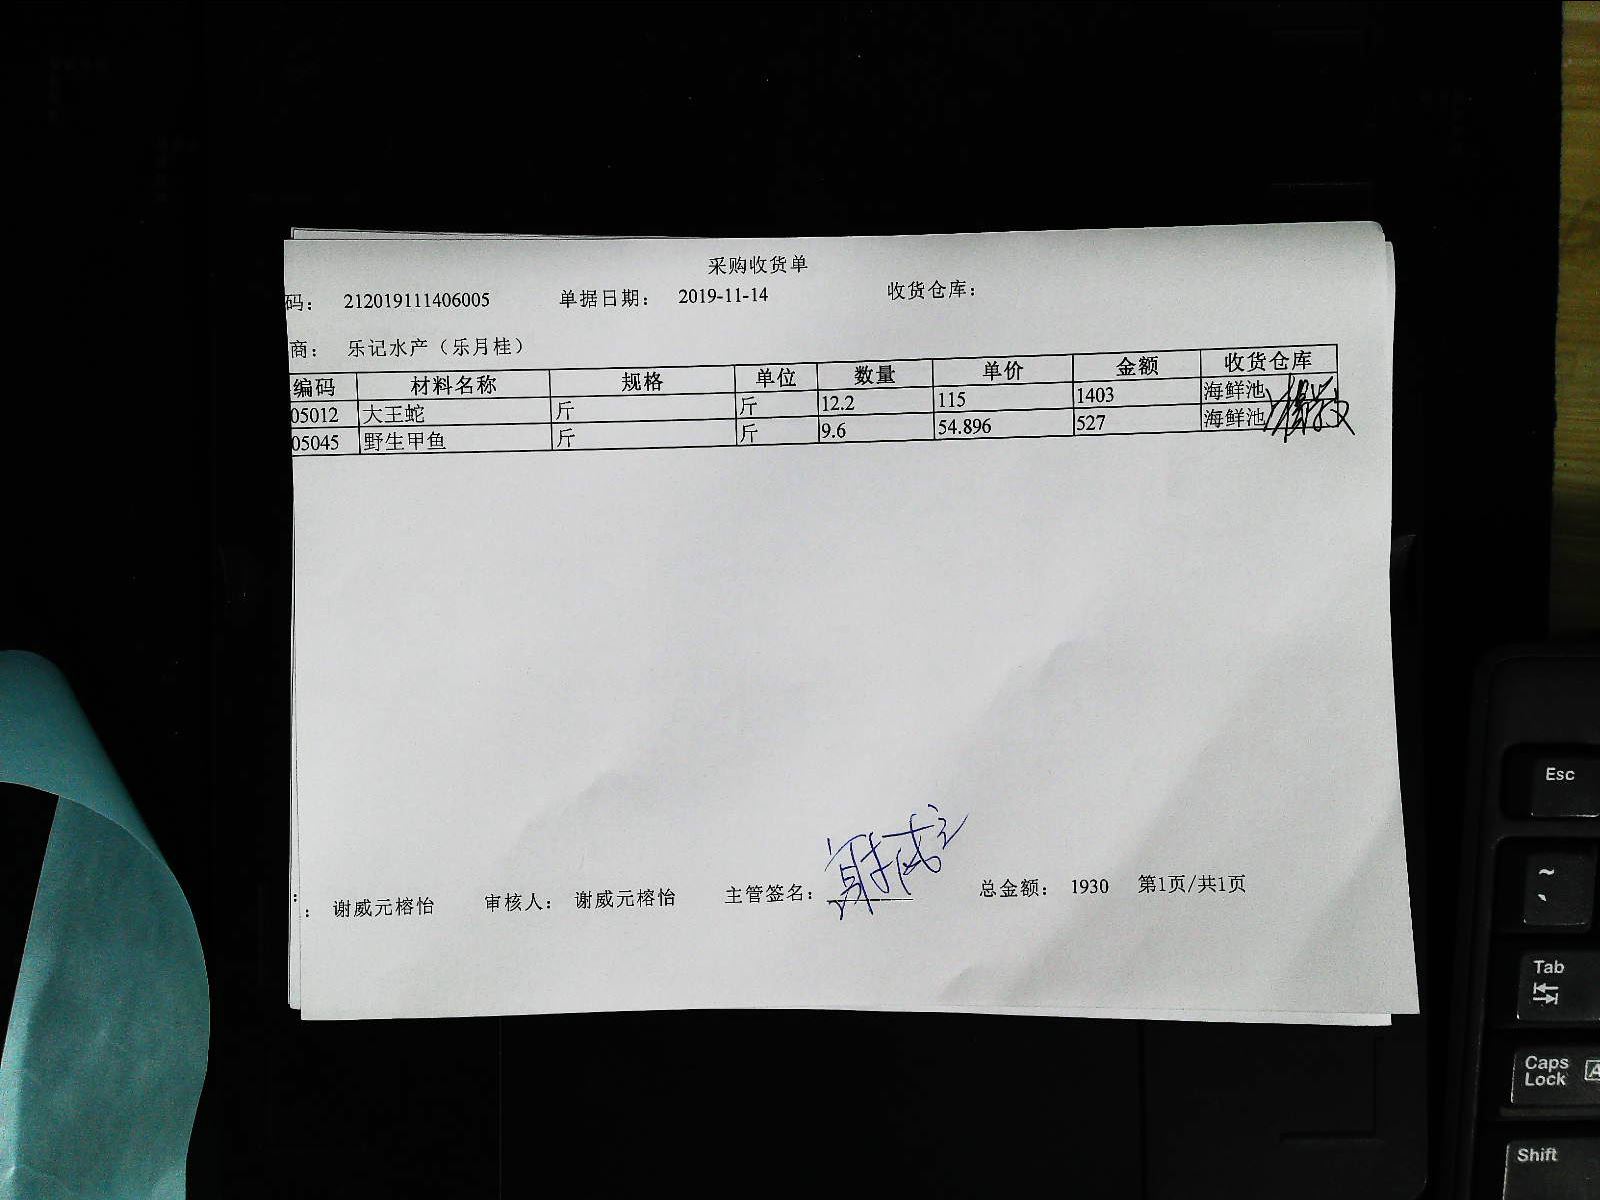 采购收货单
码： 212019111406005 单据日期： 2019-11-14 收货仓库：
商： 乐记水产（乐月桂）
编码 材料名称 规格 单位 数量 单价 金额 收货仓库
05012 大王蛇 斤 斤 12.2 115 1403 海鲜池
05045 野生甲鱼 斤 斤 9.6 54.896 527 海鲜池
： 谢威元榕怡 审核人： 谢威元榕怡 主管签名： 总金额： 1930 第1页/共1页
Esc
~
Tab
Caps
Lock
A
Shift